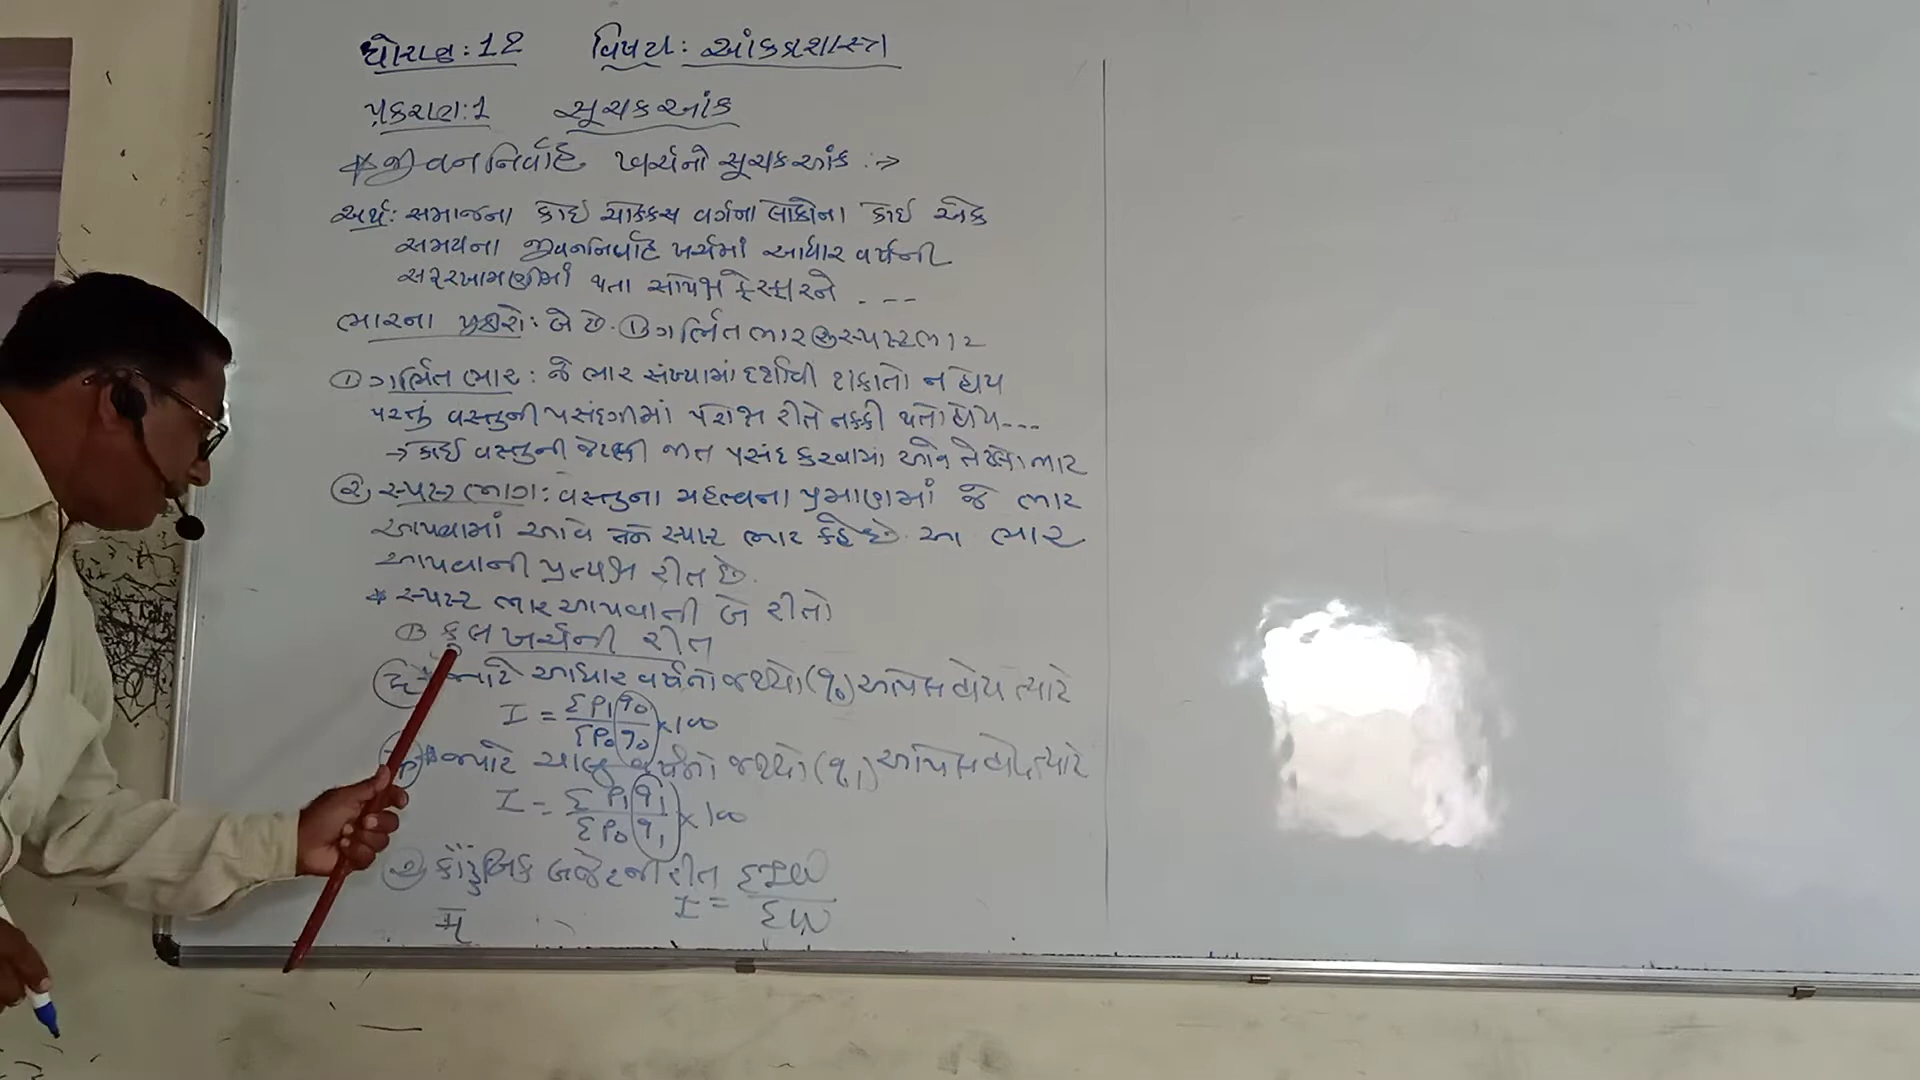 ધોરણ : 12 વિષય : આંકડાશાસ્ત્ર
પ્રકરણ : 1 સૂચકઆંક
* જીવનનિર્વાહ ખર્ચનો સૂચકઆંક :->
અર્થ : સમાજના કોઈ ચોક્કસ વર્ગના લોકોના કોઈ એક
સમયના જીવનનિર્વાહ ખર્ચમાં આધાર વર્ષની
સરખામણીમાં થતા સાપેક્ષ ફેરફારને . ---
ભારના પ્રકારો : બે છે. ① ગર્ભિત ભાર ② સ્પષ્ટ ભાર
① ગર્ભિત ભાર : જે ભાર સંખ્યામાં દર્શાવી શકાતો ન હોય
પરંતુ વસ્તુની પસંદગીમાં પરોક્ષ રીતે નક્કી થતો હોય---
→ કોઈ વસ્તુની જેટલી જાત પસંદ કરવામાં આવે તેટલો ભાર
② સ્પષ્ટ ભાગ : વસ્તુના મહત્વના પ્રમાણમાં જે ભાર
આપવામાં આવે તેને સ્પષ્ટ ભાર કહે છે. આ ભાર
આપવાની પ્રત્યક્ષ રીત છે.
* સ્પષ્ટ ભાર આપવાની બે રીતો
① કુલ ખર્ચની રીત
આધાર વર્ષનો જથ્થો (q₀) આપેલ હોય ત્યારે
I = Σp₁q₀ / Σp₀q₀ × 100
જ્યારે ચાલુ વર્ષનો જથ્થો (q₁) આપેલ હોય ત્યારે
I = Σp₁q₁ / Σp₀q₁ × 100
② કૌટુંબિક બજેટની રીત I = ΣIW / ΣW